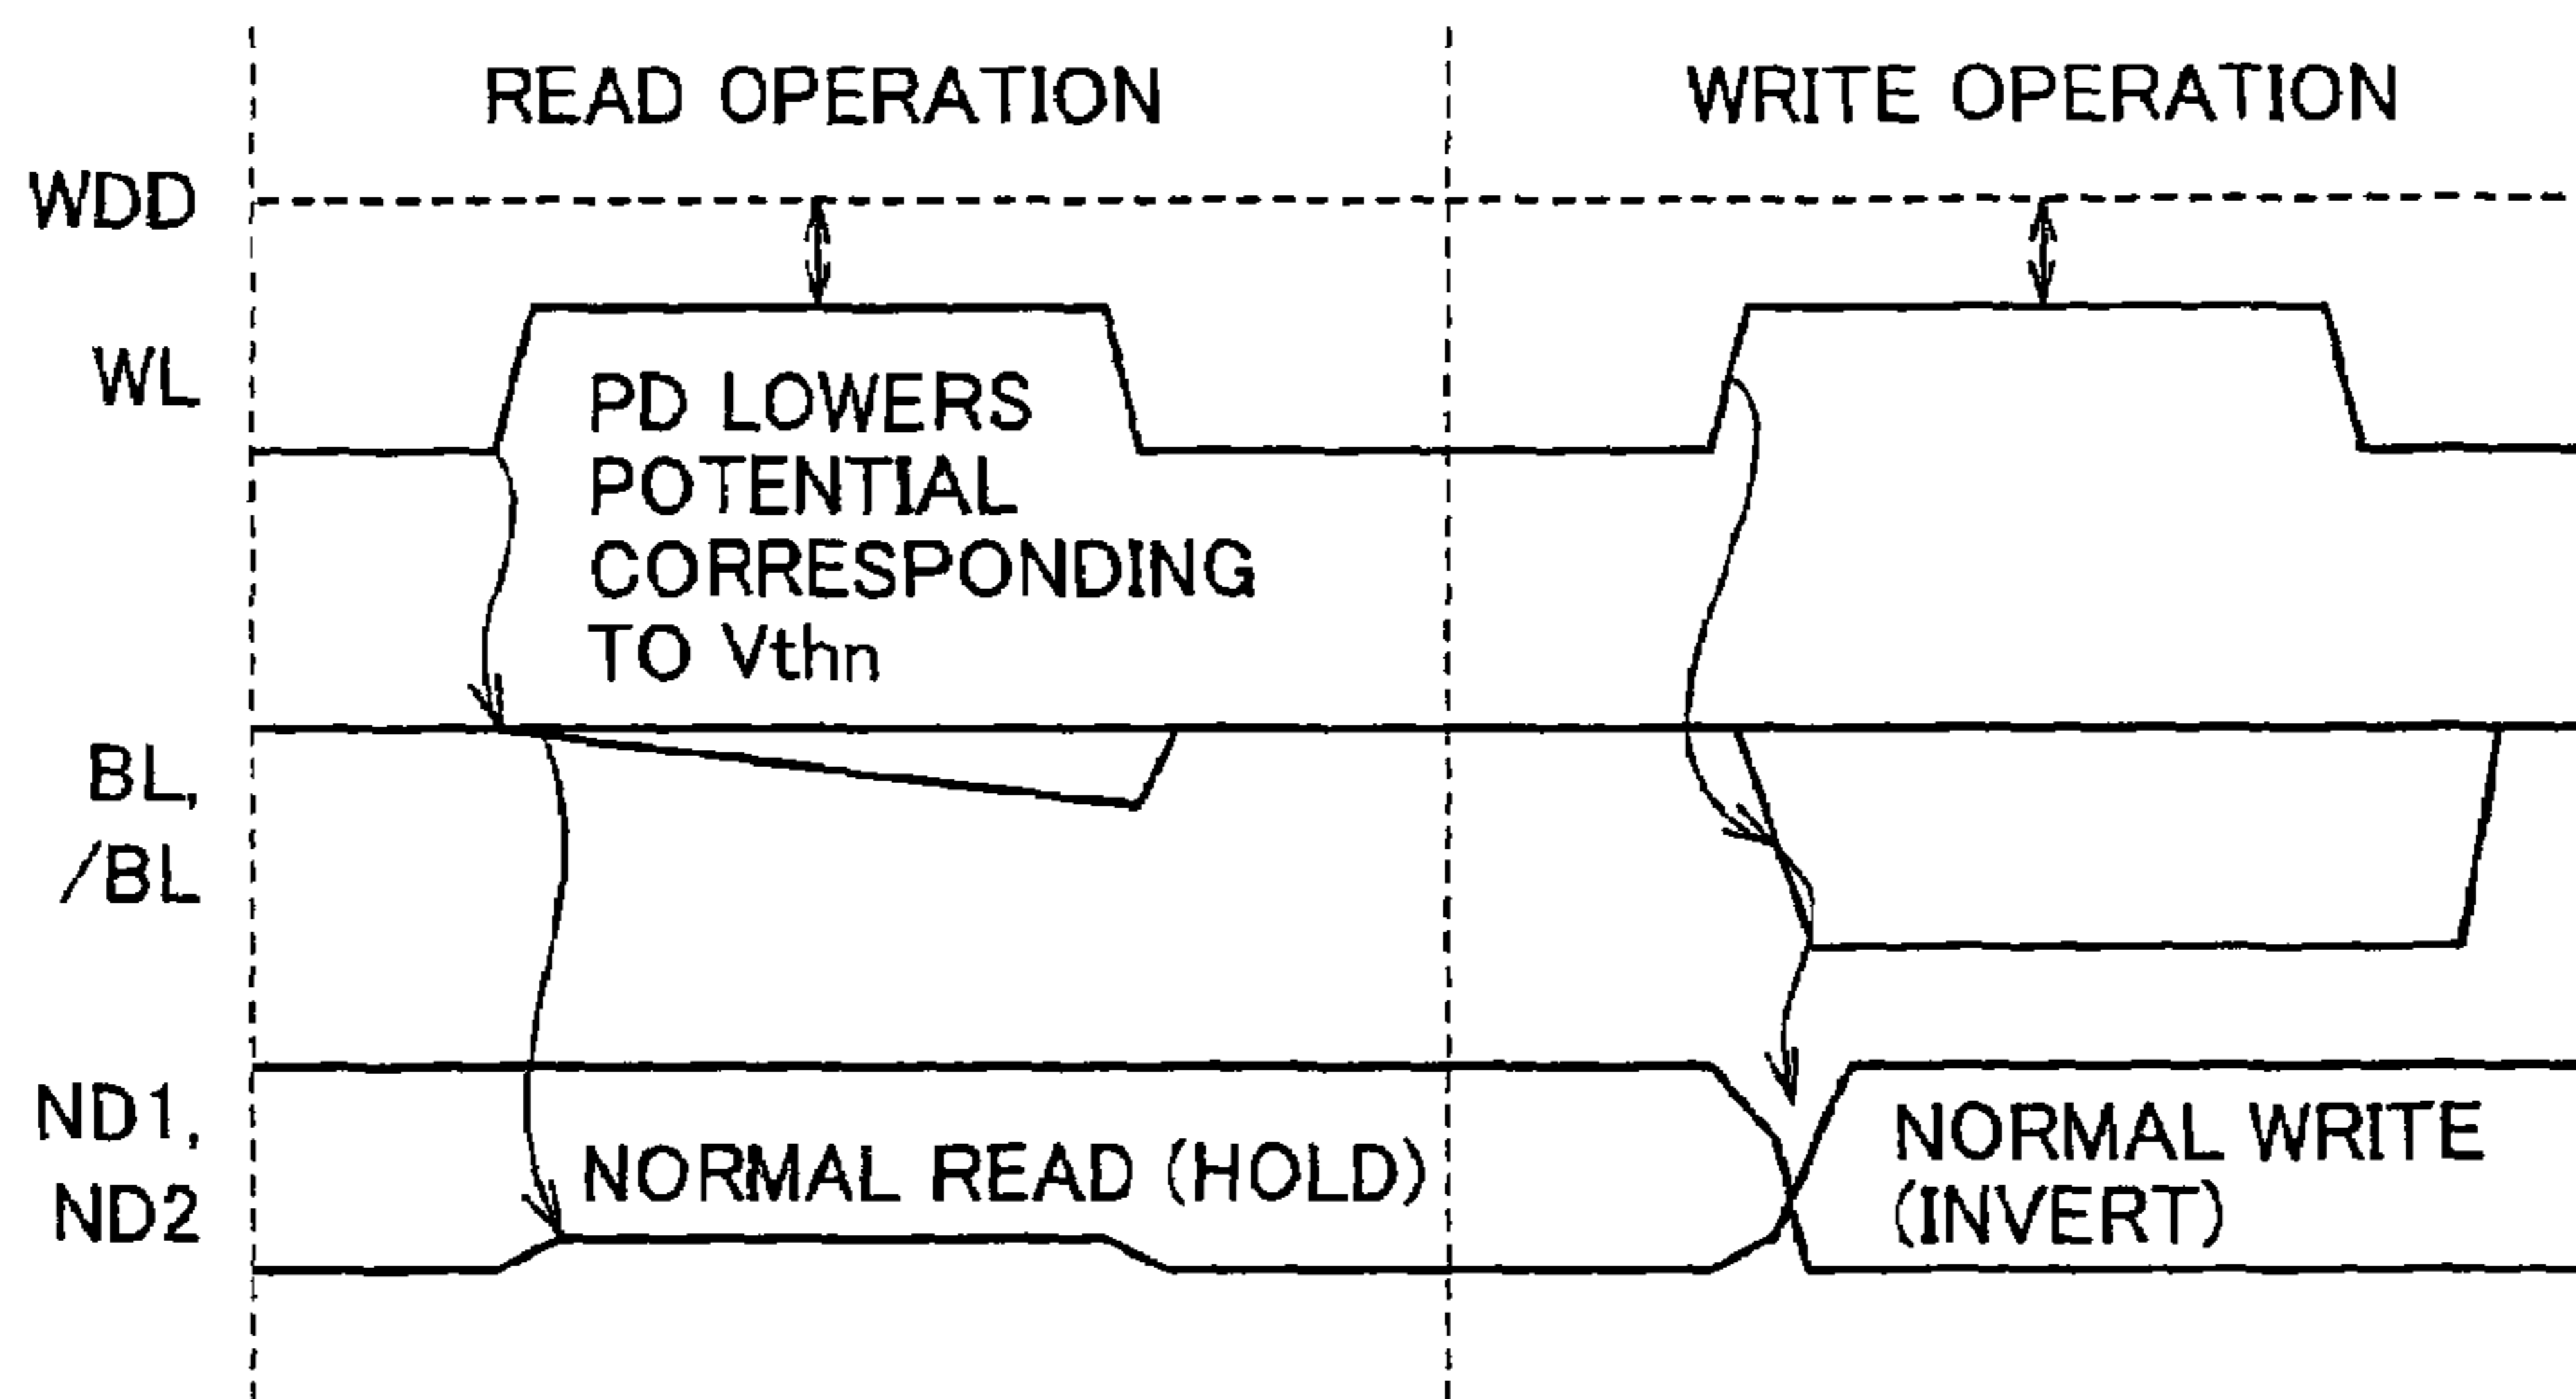 READ OPERATION
WRITE OPERATION
WDD
WL
PD LOWERS
POTENTIAL
CORRESPONDING
TO Vthn
BL,
/BL
ND1,
ND2
NORMAL READ (HOLD)
NORMAL WRITE
(INVERT)